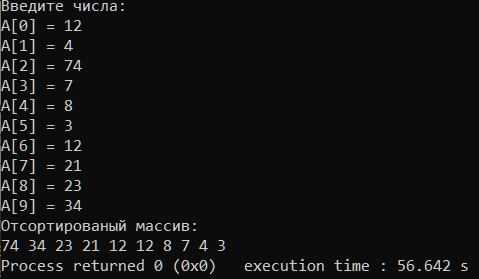 Введите числа:
A[0] = 12
A[1] = 4
A[2] = 74
A[3] = 7
A[4] = 8
A[5] = 3
A[6] = 12
A[7] = 21
A[8] = 23
A[9] = 34
Отсортированый массив:
74 34 23 21 12 12 8 7 4 3
Process returned 0 (0x0)   execution time : 56.642 s